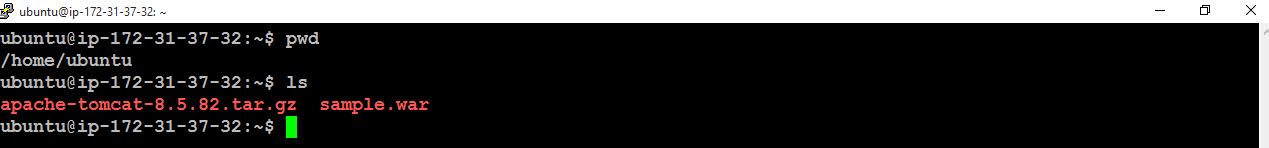 ubuntu@ip-172-31-37-32: ~
ubuntu@ip-172-31-37-32:~$ pwd
/home/ubuntu
ubuntu@ip-172-31-37-32:~$ ls
apache-tomcat-8.5.82.tar.gz  sample.war
ubuntu@ip-172-31-37-32:~$